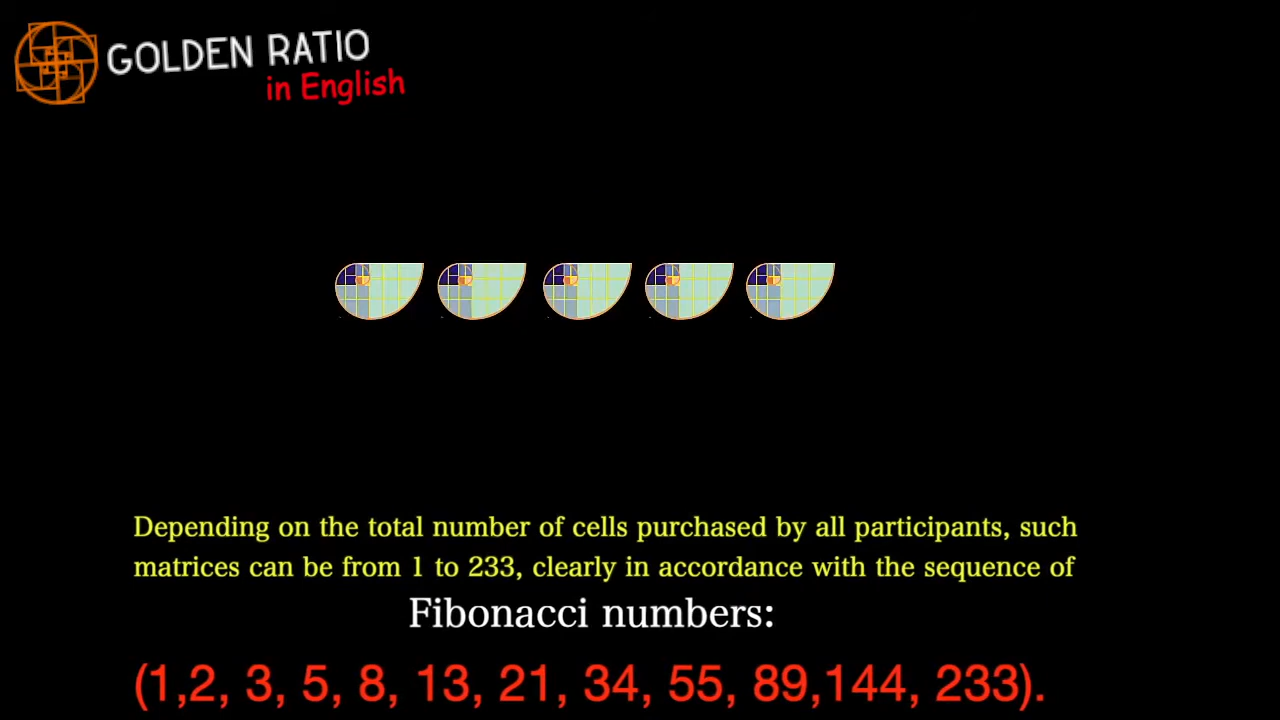 GOLDEN RATIO
in English
Depending on the total number of cells purchased by all participants, such
matrices can be from 1 to 233, clearly in accordance with the sequence of
Fibonacci numbers:
(1,2, 3, 5, 8, 13, 21, 34, 55, 89,144, 233).